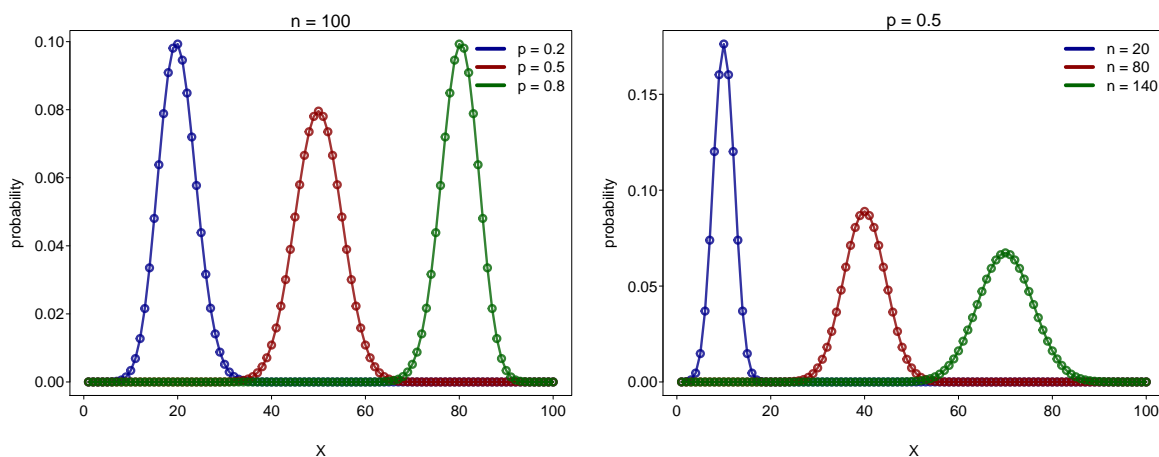 n = 100
0.10
0.08
0.06
0.04
0.02
0.00
probability
p = 0.2
p = 0.5
p = 0.8
0 20 40 60 80 100
X
p = 0.5
0.15
0.10
0.05
0.00
probability
n = 20
n = 80
n = 140
0 20 40 60 80 100
X